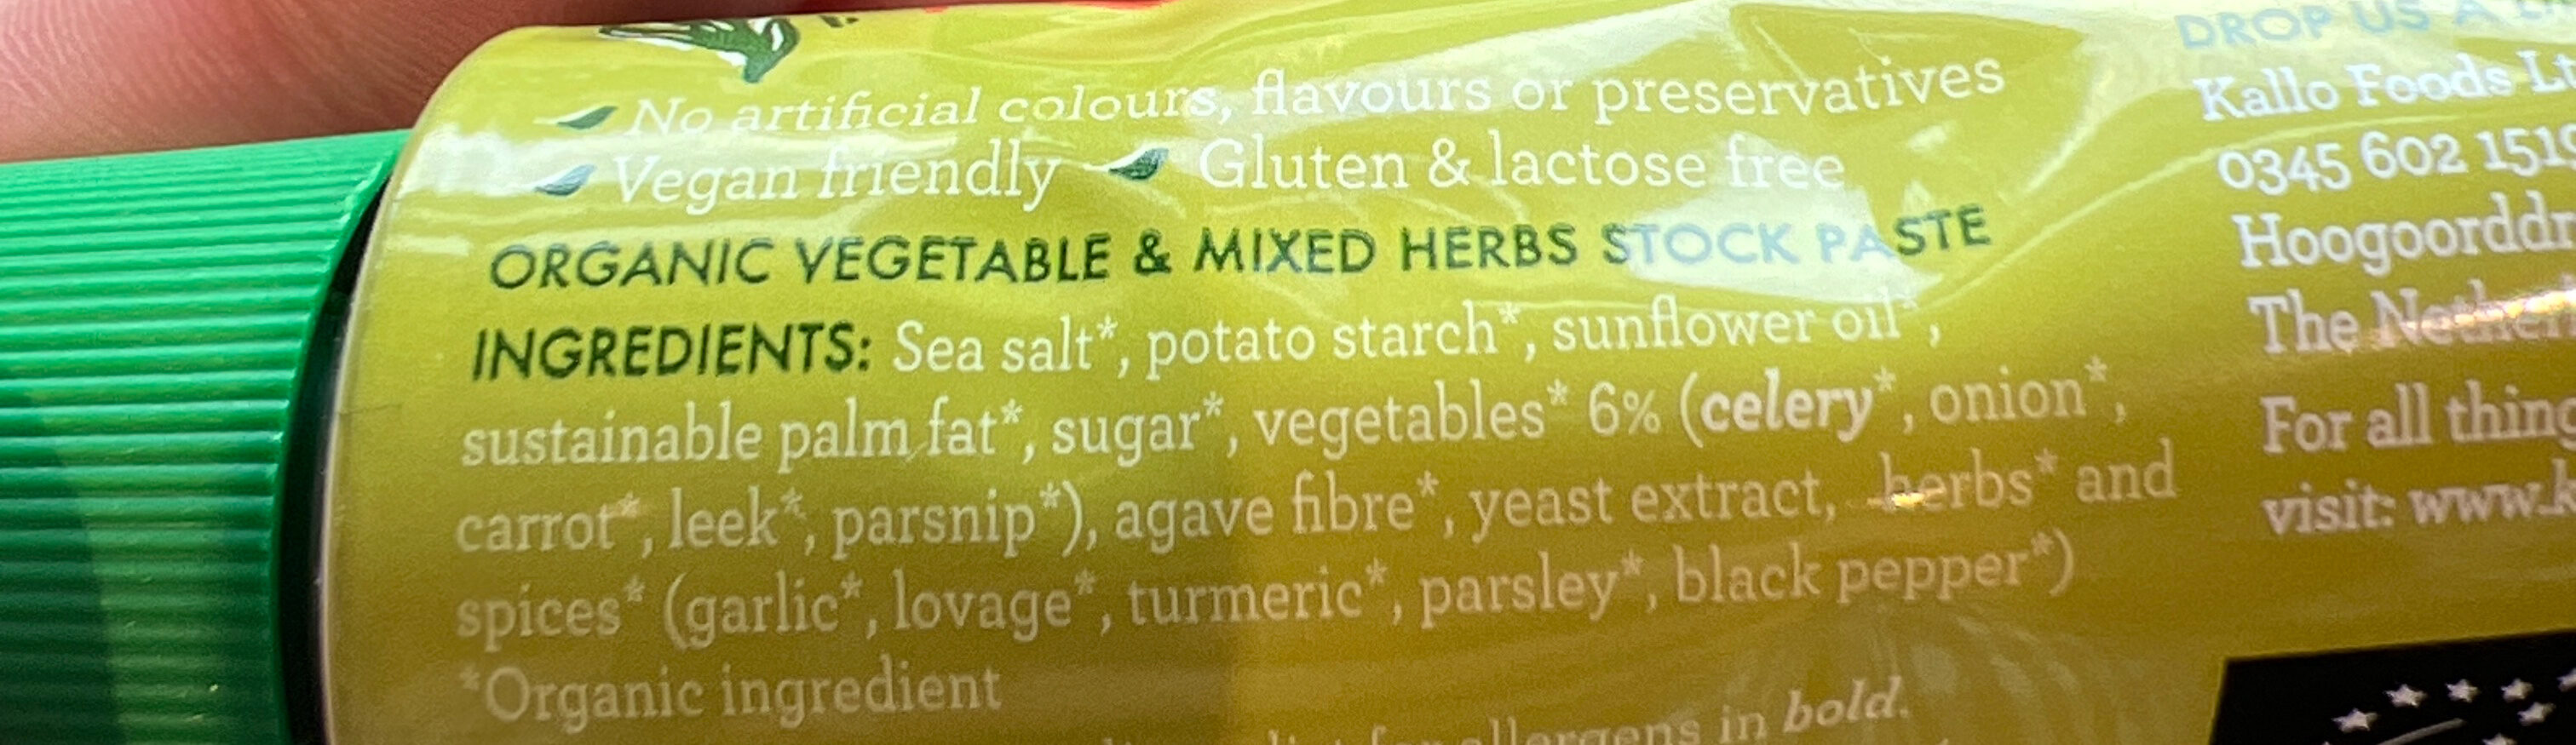 No artificial colours, flavours or preservatives
Vegan friendly Gluten & lactose free
ORGANIC VEGETABLE & MIXED HERBS STOCK PASTE
INGREDIENTS: Sea salt*, potato starch*, sunflower oil*,
sustainable palm fat*, sugar*, vegetables* 6% (celery*, onion*,
carrot*, leek*, parsnip*), agave fibre*, yeast extract, herbs* and
spices* (garlic*, lovage*, turmeric*, parsley*, black pepper*)
*Organic ingredient
for allergens in bold.
DROP US A
Kallo Foods
0345 602
The
For all
visit: